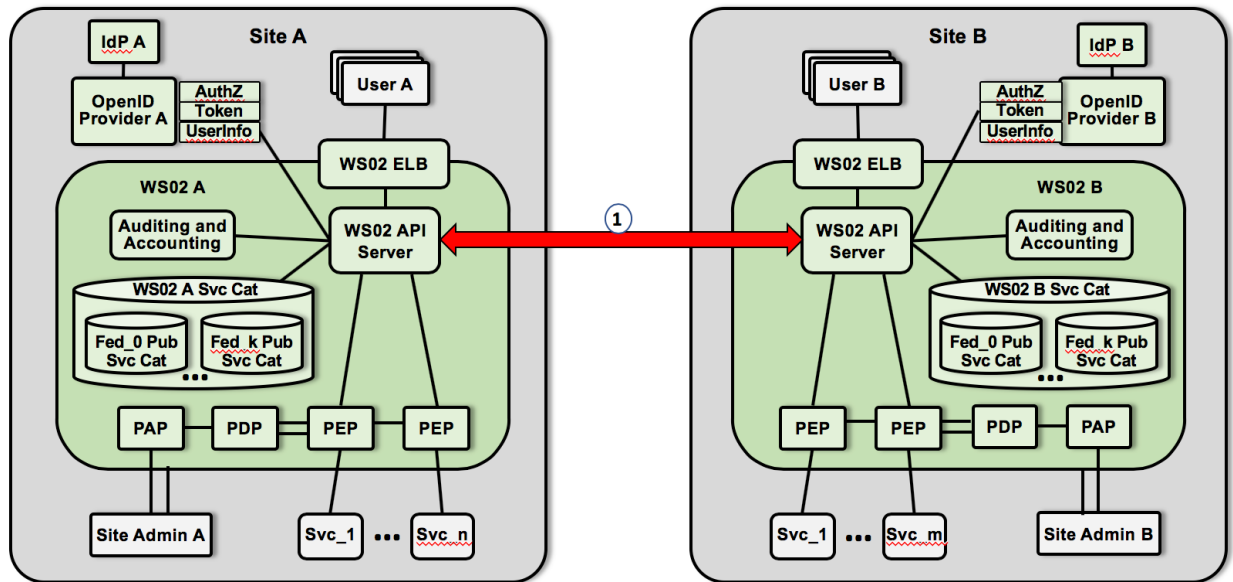 Site A
IdP A
OpenID
Provider A
AuthZ
Token
UserInfo
User A
WS02 ELB
WS02 A
Auditing and
Accounting
WS02 API
Server
WS02 A Svc Cat
Fed_0 Pub
Svc Cat
Fed_k Pub
Svc Cat
...
PAP
PDP
PEP
PEP
Site Admin A
Svc_1
...
Svc_n
1
Site B
IdP B
User B
AuthZ
Token
UserInfo
OpenID
Provider B
WS02 ELB
WS02 B
WS02 API
Server
Auditing and
Accounting
WS02 B Svc Cat
Fed_0 Pub
Svc Cat
Fed_k Pub
Svc Cat
...
PEP
PEP
PDP
PAP
Svc_1
...
Svc_m
Site Admin B